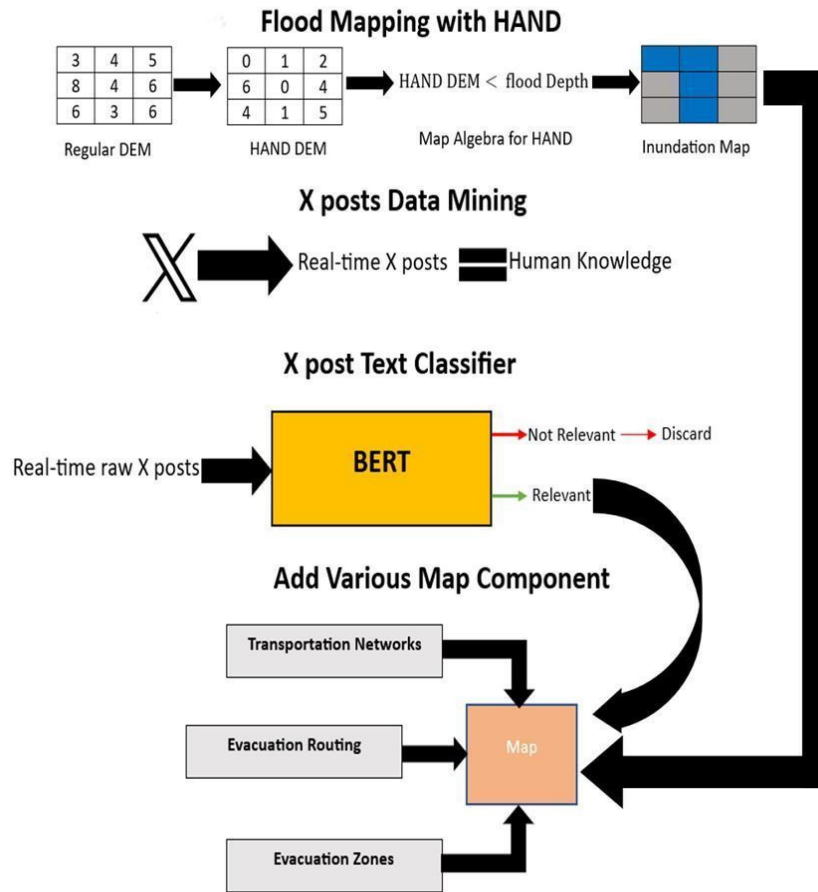 Flood Mapping with HAND
3 4 5
8 4 6
6 3 6
Regular DEM
0 1 2
6 0 4
4 1 5
HAND DEM
HAND DEM < flood Depth
Map Algebra for HAND
Inundation Map
X posts Data Mining
X
Real-time X posts
Human Knowledge
X post Text Classifier
Real-time raw X posts
BERT
Not Relevant
Discard
Relevant
Add Various Map Component
Transportation Networks
Evacuation Routing
Map
Evacuation Zones